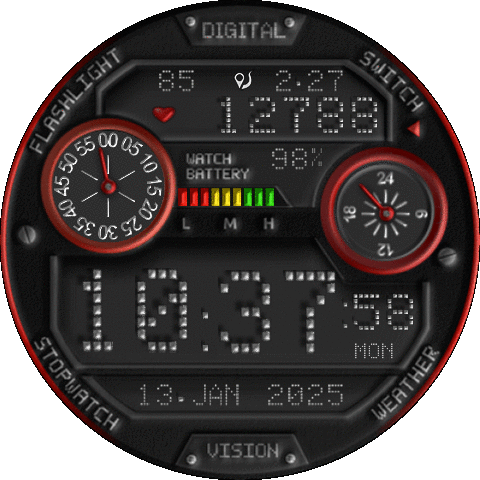 DIGITAL
FLASHLIGHT
SWITCH
85 2.27
12788
WATCH
BATTERY
98%
L M H
00 05 10 15 20 25 30 35 40 45 50 55
24 6 12 18
10:37:58
MON
13.JAN 2025
STOPWATCH
WEATHER
VISION